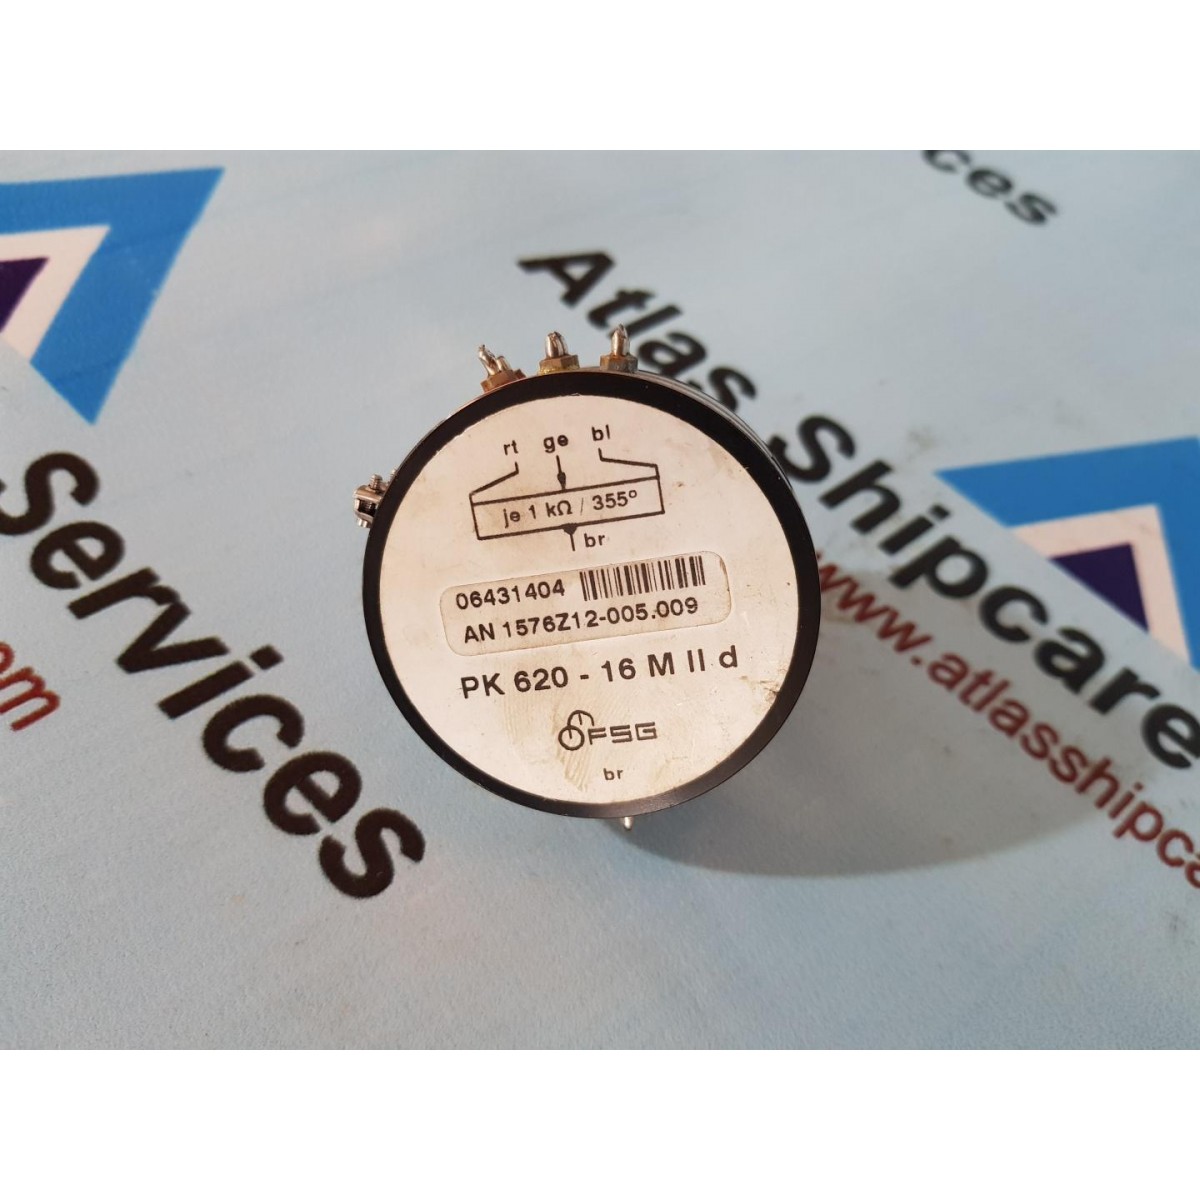 ces
Atlas Shipcare
Services
www.atlasshipca
om
rt ge bl
je 1 kΩ / 355°
br
06431404
AN 1576Z12-005.009
PK 620 - 16 M II d
FSG
br